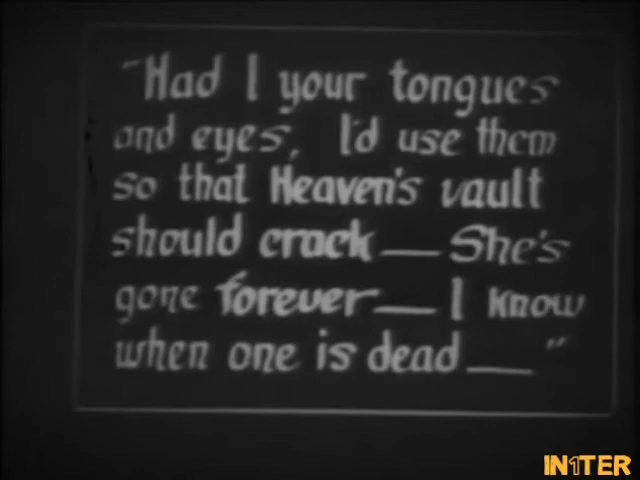 "Had I your tongues
and eyes, I'd use them
so that Heaven's vault
should crack — She's
gone forever — I know
when one is dead — "
IN1TER